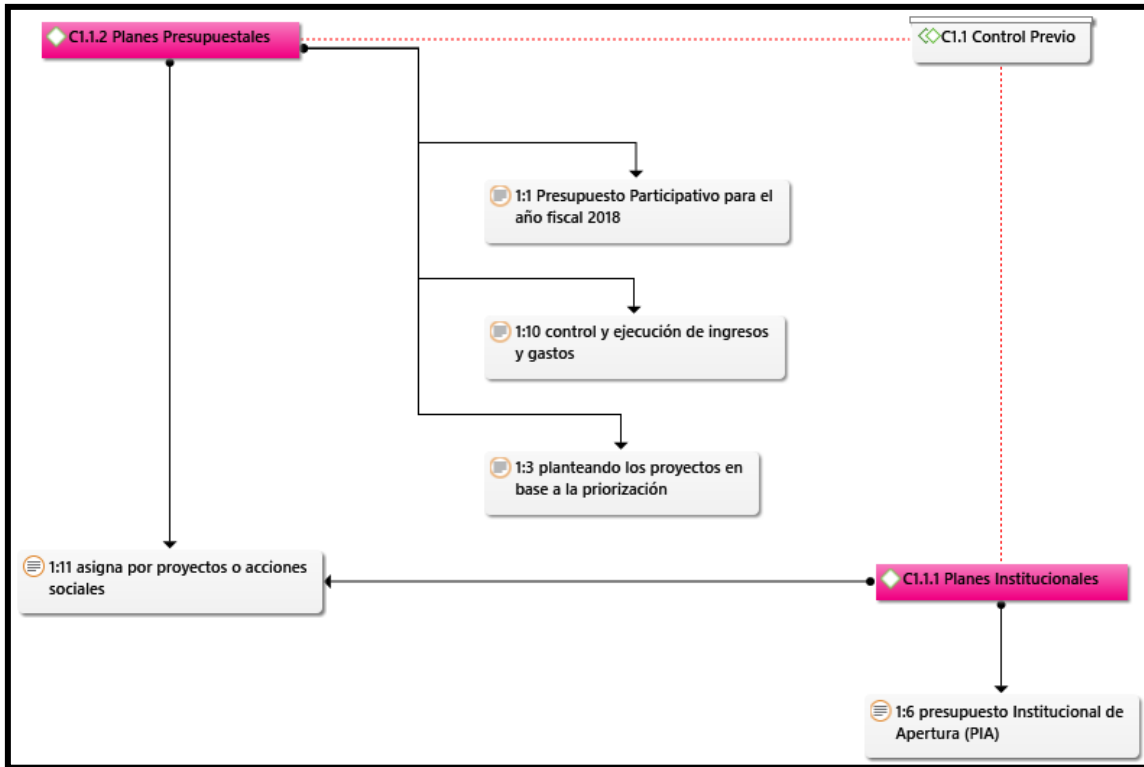 C1.1.2 Planes Presupuestales
C1.1 Control Previo
1:1 Presupuesto Participativo para el
año fiscal 2018
1:10 control y ejecución de ingresos
y gastos
1:3 planteando los proyectos en
base a la priorización
1:11 asigna por proyectos o acciones
sociales
C1.1.1 Planes Institucionales
1:6 presupuesto Institucional de
Apertura (PIA)